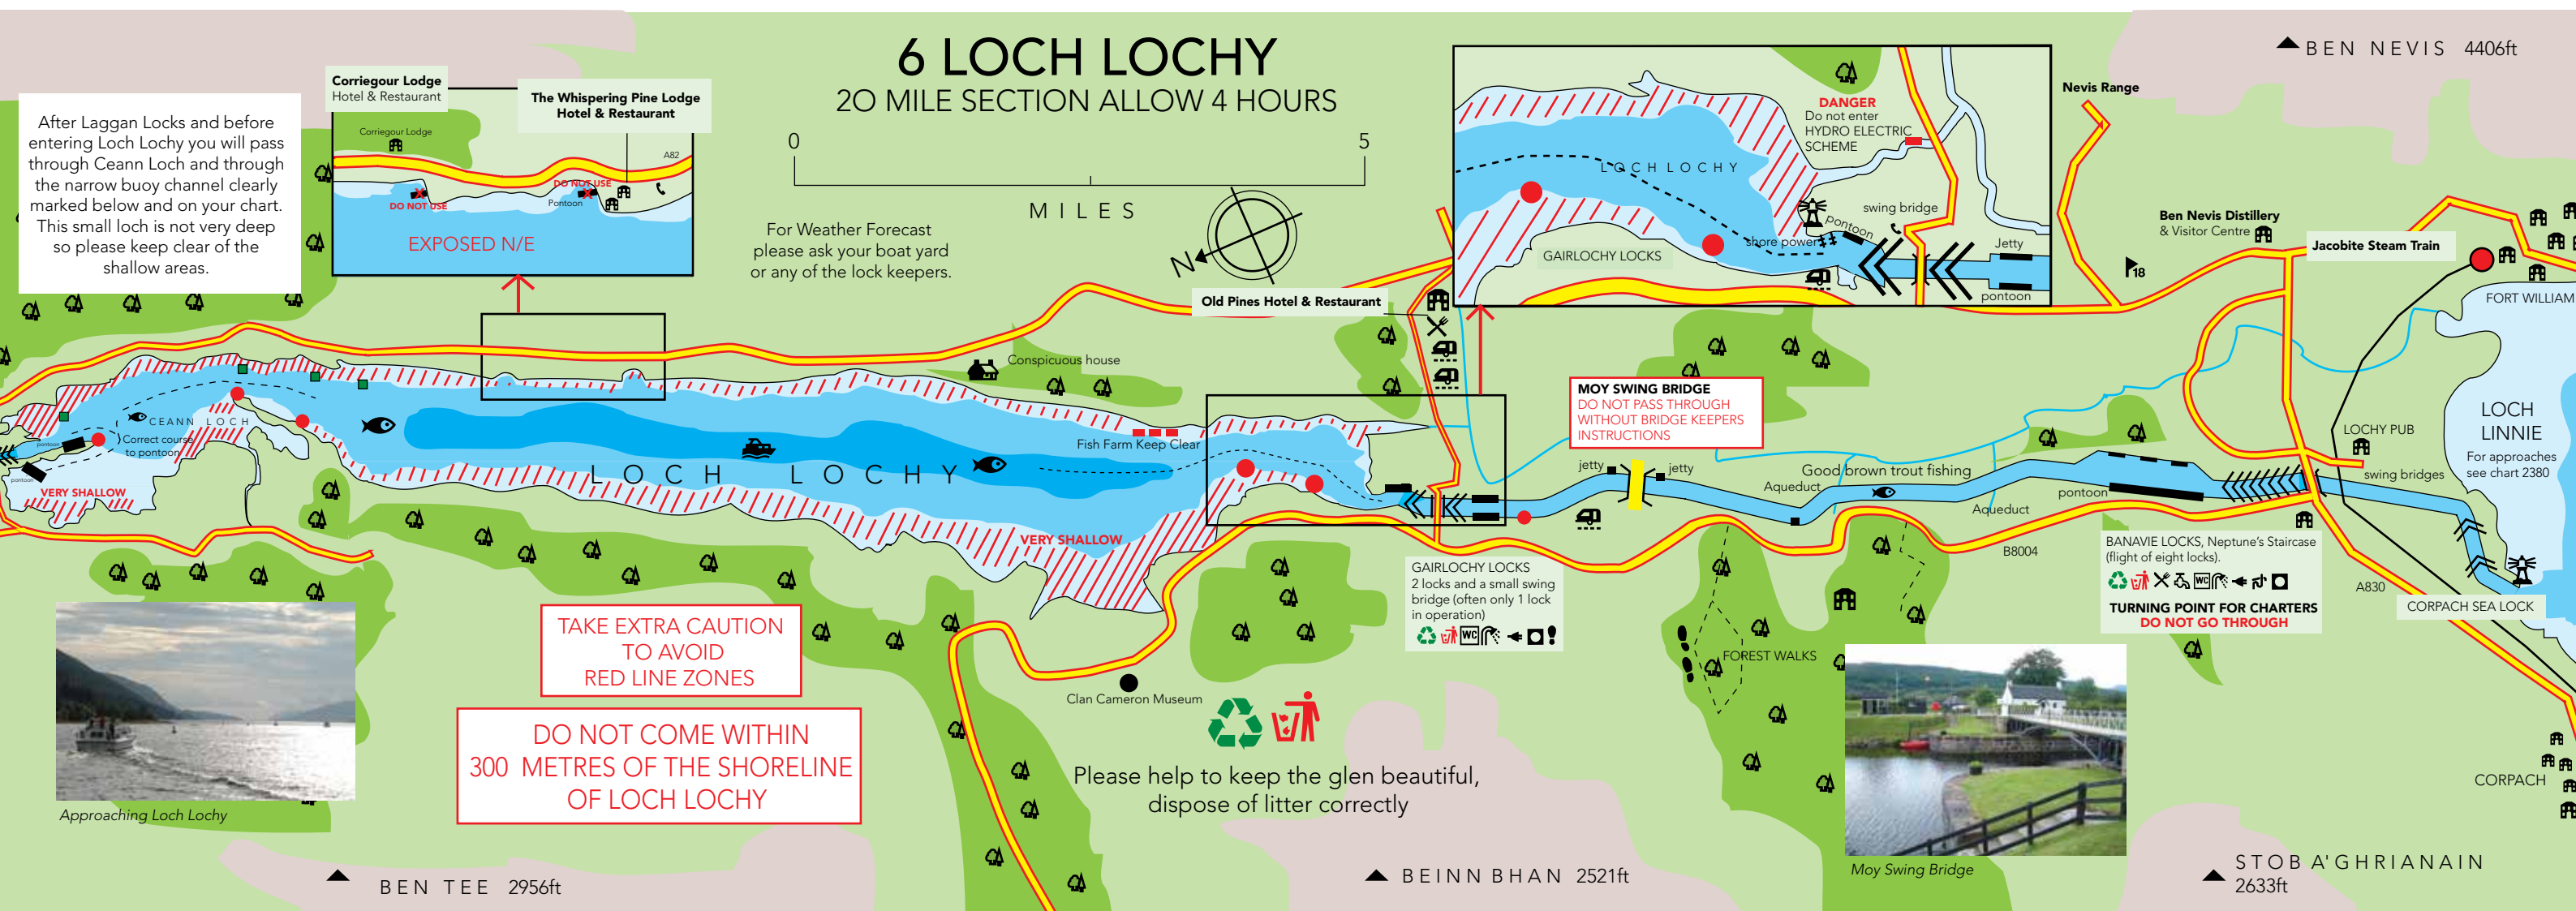 6 LOCH LOCHY
20 MILE SECTION ALLOW 4 HOURS
0
5
MILES
For Weather Forecast
please ask your boat yard
or any of the lock keepers.
N
After Laggan Locks and before
entering Loch Lochy you will pass
through Ceann Loch and through
the narrow buoy channel clearly
marked below and on your chart.
This small loch is not very deep
so please keep clear of the
shallow areas.
Corriegour Lodge
Hotel & Restaurant
The Whispering Pine Lodge
Hotel & Restaurant
Corriegour Lodge
A82
DO NOT USE
DO NOT USE
Pontoon
EXPOSED N/E
DANGER
Do not enter
HYDRO ELECTRIC
SCHEME
LOCH LOCHY
swing bridge
pontoon
shore power
GAIRLOCHY LOCKS
Jetty
pontoon
BEN NEVIS 4406ft
Nevis Range
Ben Nevis Distillery
& Visitor Centre
18
Jacobite Steam Train
FORT WILLIAM
Old Pines Hotel & Restaurant
Conspicuous house
CEANN LOCH
pontoon
Correct course
to pontoon
pontoon
VERY SHALLOW
LOCH LOCHY
Fish Farm Keep Clear
VERY SHALLOW
MOY SWING BRIDGE
DO NOT PASS THROUGH
WITHOUT BRIDGE KEEPERS
INSTRUCTIONS
jetty
jetty
Good brown trout fishing
Aqueduct
Aqueduct
pontoon
LOCHY PUB
swing bridges
LOCH
LINNIE
For approaches
see chart 2380
B8004
A830
GAIRLOCHY LOCKS
2 locks and a small swing
bridge (often only 1 lock
in operation)
WC
BANAVIE LOCKS, Neptune's Staircase
(flight of eight locks).
WC
TURNING POINT FOR CHARTERS
DO NOT GO THROUGH
CORPACH SEA LOCK
CORPACH
FOREST WALKS
Clan Cameron Museum
TAKE EXTRA CAUTION
TO AVOID
RED LINE ZONES
DO NOT COME WITHIN
300 METRES OF THE SHORELINE
OF LOCH LOCHY
Please help to keep the glen beautiful,
dispose of litter correctly
Approaching Loch Lochy
Moy Swing Bridge
BEN TEE 2956ft
BEINN BHAN 2521ft
STOB A'GHRIANAIN
2633ft